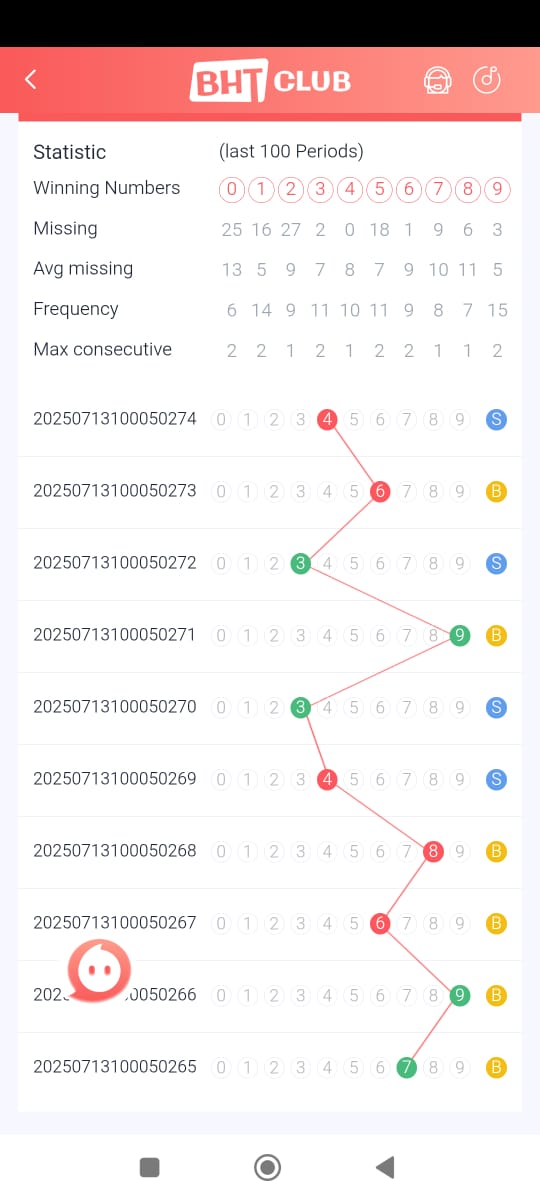 BHT CLUB
Statistic (last 100 Periods)
Winning Numbers 0 1 2 3 4 5 6 7 8 9
Missing 25 16 27 2 0 18 1 9 6 3
Avg missing 13 5 9 7 8 7 9 10 11 5
Frequency 6 14 9 11 10 11 9 8 7 15
Max consecutive 2 2 1 2 1 2 2 1 1 2
20250713100050274 0 1 2 3 4 5 6 7 8 9 S
20250713100050273 0 1 2 3 4 5 6 7 8 9 B
20250713100050272 0 1 2 3 4 5 6 7 8 9 S
20250713100050271 0 1 2 3 4 5 6 7 8 9 B
20250713100050270 0 1 2 3 4 5 6 7 8 9 S
20250713100050269 0 1 2 3 4 5 6 7 8 9 S
20250713100050268 0 1 2 3 4 5 6 7 8 9 B
20250713100050267 0 1 2 3 4 5 6 7 8 9 B
0 1 2 3 4 5 6 7 8 9 B
20250713100050265 0 1 2 3 4 5 6 7 8 9 B